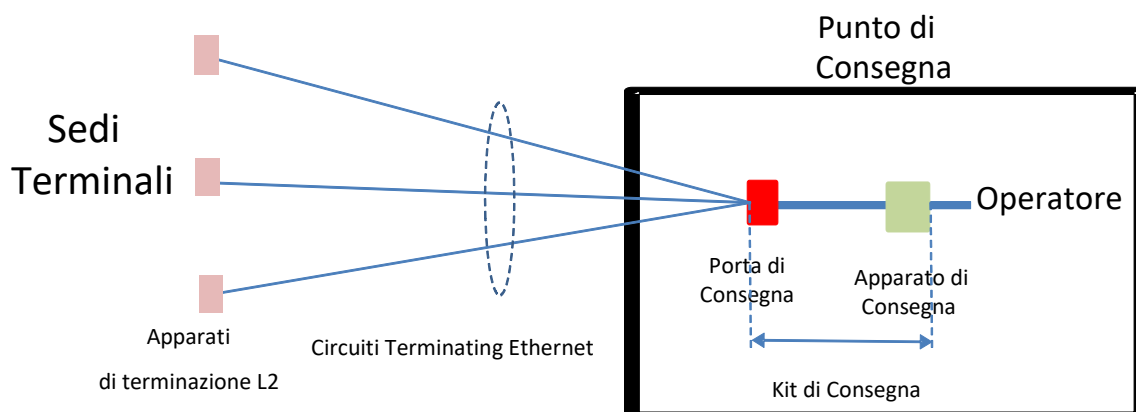 Punto di
Consegna
Sedi
Terminali
Operatore
Porta di
Consegna
Apparato di
Consegna
Apparati
di terminazione L2
Circuiti Terminating Ethernet
Kit di Consegna